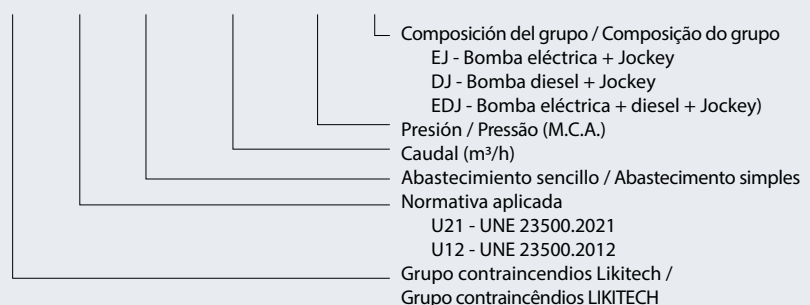 Composición del grupo / Composição do grupo
EJ - Bomba eléctrica + Jockey
DJ - Bomba diesel + Jockey
EDJ - Bomba eléctrica + diesel + Jockey)
Presión / Pressão (M.C.A.)
Caudal (m³/h)
Abastecimiento sencillo / Abastecimento simples
Normativa aplicada
U21 - UNE 23500.2021
U12 - UNE 23500.2012
Grupo contraincendios Likitech /
Grupo contraincêndios LIKITECH